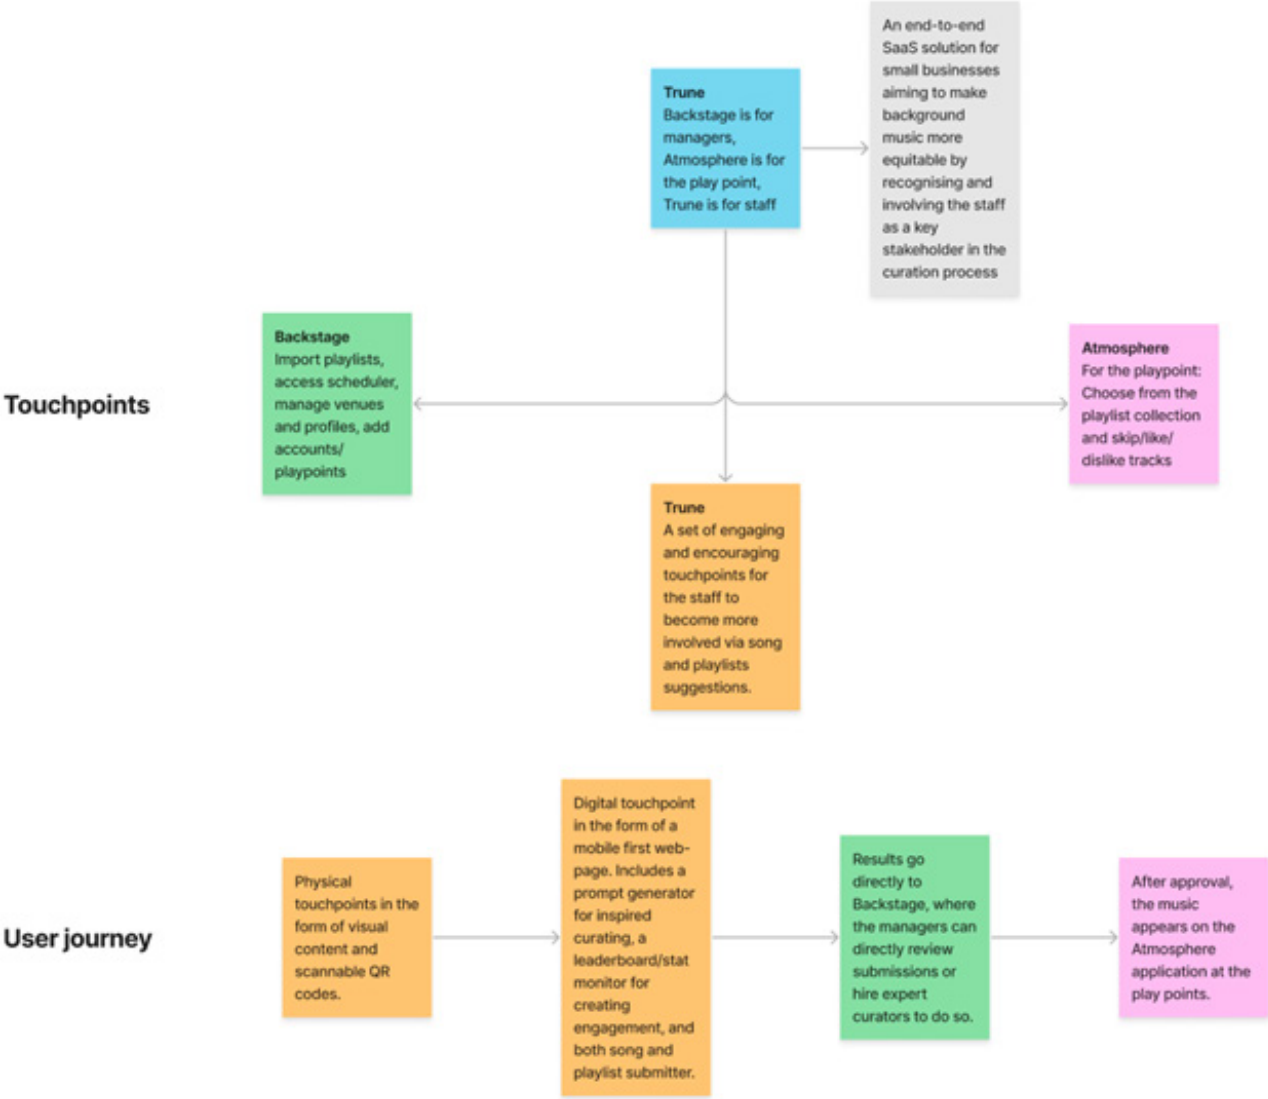 Trune
Backstage is for
managers,
Atmosphere is for
the play point,
Trune is for staff
An end-to-end
SaaS solution for
small businesses
aiming to make
background
music more
equitable by
recognising and
involving the staff
as a key
stakeholder in the
curation process
Touchpoints
Backstage
Import playlists,
access scheduler,
manage venues
and profiles, add
accounts/
playpoints
Atmosphere
For the playpoint:
Choose from the
playlist collection
and skip/like/
dislike tracks
Trune
A set of engaging
and encouraging
touchpoints for
the staff to
become more
involved via song
and playlists
suggestions.
User journey
Physical
touchpoints in the
form of visual
content and
scannable QR
codes.
Digital touchpoint
in the form of a
mobile first web-
page. Includes a
prompt generator
for inspired
curating, a
leaderboard/stat
monitor for
creating
engagement, and
both song and
playlist submitter.
Results go
directly to
Backstage, where
the managers can
directly review
submissions or
hire expert
curators to do so.
After approval,
the music
appears on the
Atmosphere
application at the
play points.